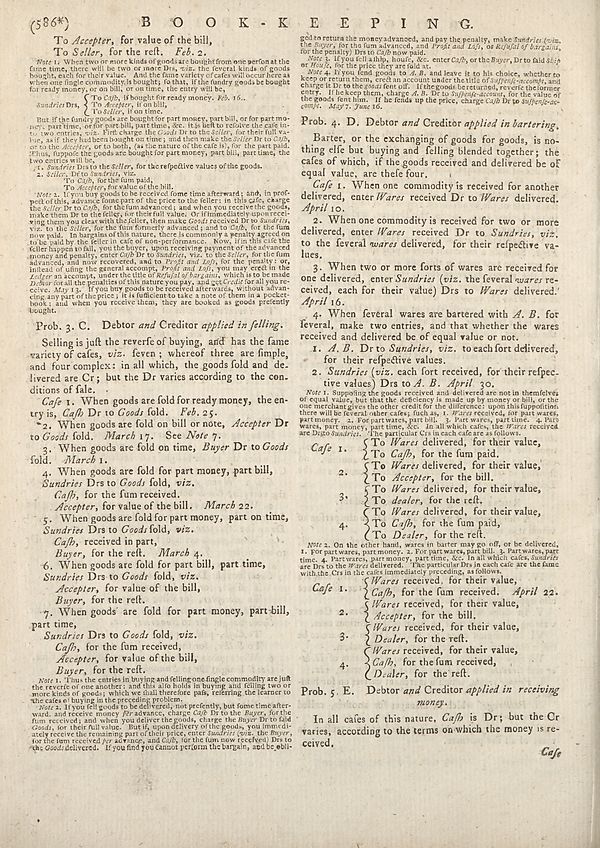 (586*) BOOK-KEEPING.
To Accepter, for value of the bill,
To Seller, for the rest. Feb. 2.
Note 1. When two or more kinds of goods are bought from one person at the
same time, there will be two or more Drs, viz. the several kinds of goods
bought, each for their value. And the same variety of cases will occur here as
when one single commodity is bought; so that, if the sundry goods be bought
for ready money, or on bill, or on time, the entry will be,
Sundries Drs, { To Cash, if bought for ready money. Feb. 16..
To Accepter, if on bill,
To Seller, if on time.
But if the sundry goods are bought for part money, part bill, or for part mo-
ney, part time, or for part bill, part time, &c. it is best to resolve the case in-
to two entries, viz. First charge the Goods Dr to the Seller, for their full va-
lue, as if they had been bought on time; and then make the Seller Dr to Cash,
or to the Accepter, or to both, (as the nature of the case is), for the part paid.
Thus, suppose the goods are bought for part money, part bill, part time, the
two entries will be,
1. Sundries Drs to the Seller, for the respective values of the goods.
2. Seller, Dr to Sundries, viz.
To Cash, for the sum paid,
To Accepter, for value of the bill.
Note 2. If you buy goods to be received some time afterward; and, in pros-
pect of this, advance some part of the price to the seller: in this case, charge
the Seller Dr to Cash, for the sum advanced; and when you receive the goods,
make them Dr to the seller, for their full value. Or if immediately upon recei-
ving them you clear with the seller, then make Goods received Dr to Sundries,
viz. to the Seller, for the sum formerly advanced; and to Cash, for the sum
now paid. In bargains of this nature, there is commonly a penalty agreed on
to be paid by the seller in case of non-performance. Now, if in this case the
seller happen to fail, you the buyer, upon receiving payment of the advanced
money and penalty, enter Cash Dr to Sundries, viz. to the Seller, for the sum
advanced, and now recovered, and to Profit and Loss, for the penalty: or,
instead of using the general accompt, Profit and Loss, you may erect in the
Ledger an accompt, under the title of Refusal of bargains, which is to be made
Debtor for all the penalties of this nature you pay, and get Credit for all you re-
ceive. May 14. If you buy goods to be received afterwards, without advan-
cing any part of the price; it is sufficient to take a note of them in a pocket-
book: and when you receive them, they are booked as goods presently
bought.
Prob. 3. C. Debtor and Creditor applied in selling.
Selling is just the reverse of buying, and has the same
variety of cases, viz. seven; whereof three are simple,
and four complex: in all which, the goods sold and de-
livered are Cr; but the Dr varies according to the con-
ditions of sale.
Case 1. When goods are sold for ready money, the en-
try is, Cash Dr to Goods sold. Feb. 25.
2. When goods are sold on bill or note, Accepter Dr
to Goods sold. March 17. See Note 7.
3. When goods are sold on time, Buyer Dr to Goods
sold. March 1.
4. When goods are sold for part money, part bill,
Sundries Drs to Goods sold, viz.
Cash, for the sum received.
Accepter, for value of the bill. March 22.
5. When goods are sold for part money, part on time,
Sundries Drs to Goods sold, viz.
Cash, received in part,
Buyer, for the rest. March 4.
6. When goods are sold for part bill, part time,
Sundries Drs to Goods sold, viz.
Accepter, for value of the bill,
Buyer, for the rest.
7. When goods are sold for part money, part bill,
part time,
Sundries Drs to Goods sold, viz.
Cash, for the sum received,
Accepter, for value of the bill,
Buyer, for the rest.
Note 1. Thus the entries in buying and selling one single commodity are just
the reverse of one another: and this also holds in buying and selling two or
more kinds of goods; which we shall therefore pass, referring the learner to
the cases of buying in the preceding problem.
Note 2. If you sell goods to be delivered, not presently, but some time after-
ward, and receive money per advance, charge Cash Dr to the Buyer, for the
sum received; and when you deliver the goods, charge the Buyer Dr to said
Goods, for their full value. But if, upon delivery of the goods, you immedi-
ately receive the remaining part of their price, enter Sundries (viz. the Buyer,
for the sum received per advance, and Cash, for the sum now received) Drs to
the Goods delivered. If you find you cannot perform the bargain, and be obli-
ged to return the money advanced, and pay the penalty, make Sundries (viz.
the Buyer, for the sum advanced, and Profit and Loss, or Refusal of bargains,
for the penalty) Drs to Cash now paid.
Note 3. If you sell a ship, house, &c. enter Cash, or the Buyer, Dr to said Ship
or House, for the price they are sold at.
Note 4. If you send goods to A. B. and leave it to his choice, whether to
keep or return them, erect an account under the title of Suspense-accompt, and
charge it Dr to the goods sent off. If the goods be returned, reverse the former
entry. If he keep them, charge A. B. Dr to Suspense-account, for the value of
the goods sent him. If he sends up the price, charge Cash Dr to Suspense-ac-
compt. May 7. June 16.
Prob. 4. D. Debtor and Creditor applied in bartering.
Barter, or the exchanging of goods for goods, is no-
thing else but buying and selling blended together; the
cases of which, if the goods received and delivered be of
equal value, are these four.
Case 1. When one commodity is received for another
delivered, enter Wares received Dr to Wares delivered.
April 10.
2. When one commodity is received for two or more
delivered, enter Wares received Dr to Sundries, viz.
to the several wares delivered, for their respective va-
lues.
3. When two or more sorts of wares are received for
one delivered, enter Sundries (viz. the several wares re-
ceived, each for their value) Drs to Wares delivered.
April 16.
4. When several wares are bartered with A. B. for
several, make two entries, and that whether the wares
received and delivered be of equal value or not.
1. A. B. Dr to Sundries, viz. to each sort delivered,
for their respective values.
2. Sundries (viz. each sort received, for their respec-
tive values) Drs to A. B. April 30.
Note 1. Supposing the goods received and delivered are not in themselves
of equal value, but that the deficiency is made up by money or bill, or the
one merchant gives the other credit for the difference: upon this supposition
there will be several other cases; such as, 1. Wares received, for part wares,
part money. 2. For part wares, part bill. 3. Part wares, part time. 4. Part
wares, part money, part time, &c. In all which cases, the Wares received
are Dr to Sundries. The particular Crs in each case are as follows.
Case 1. { To Wares delivered, for their value,
To Cash, for the sum paid.
2. { To Wares delivered, for their value,
To Accepter, for the bill.
3. { To Wares delivered, for their value,
To dealer, for the rest.
4. { To Wares delivered, for their value,
To Cash, for the sum paid,
To Dealer, for the rest.
Note 2. On the other hand, wares in barter may go off, or be delivered,
1. For part wares, part money. 2. For part wares, part bill. 3. Part wares, part
time. 4. Part wares, part money, part time, &c. In all which cases, Sundries
are Drs to the Wares delivered. The particular Drs in each case are the same
with the Crs in the cases immediately preceding, as follows.
Case 1. { Wares received, for their value,
Cash, for the sum received. April 22.
2. { Wares received, for their value,
Accepter, for the bill.
3. { Wares received, for their value,
Dealer, for the rest.
4. { Wares received, for their value,
Cash, for the sum received,
Dealer, for the rest.
Prob. 5. E. Debtor and Creditor applied in receiving
money.
In all cases of this nature, Cash is Dr; but the Cr
varies, according to the terms on which the money is re-
ceived.
Case